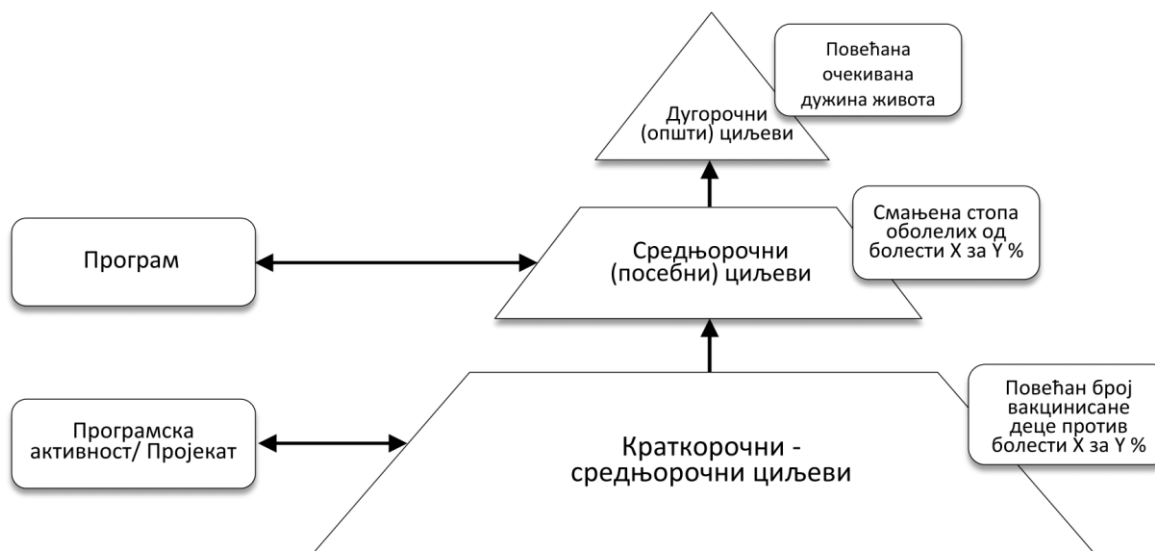 Повећана
очекивана
дужина живота
Дугорочни
(општи) циљеви
Смањена стопа
оболелих од
болести X за Y %
Програм
Средњорочни
(посебни) циљеви
Повећан број
вакцинисане
деце против
болести X за Y %
Програмска
активност/ Пројекат
Краткорочни -
средњорочни циљеви